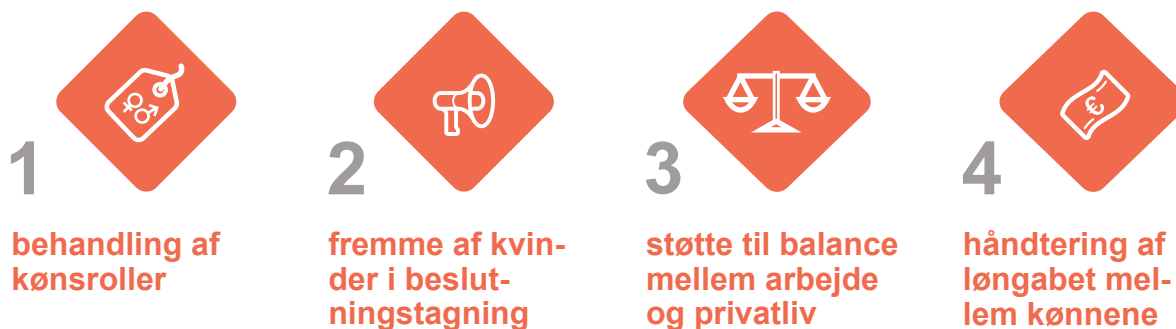 1
behandling af
kønsroller
2
fremme af kvin-
der i beslut-
ningstagning
3
støtte til balance
mellem arbejde
og privatliv
4
håndtering af
løngabet mel-
lem kønnene